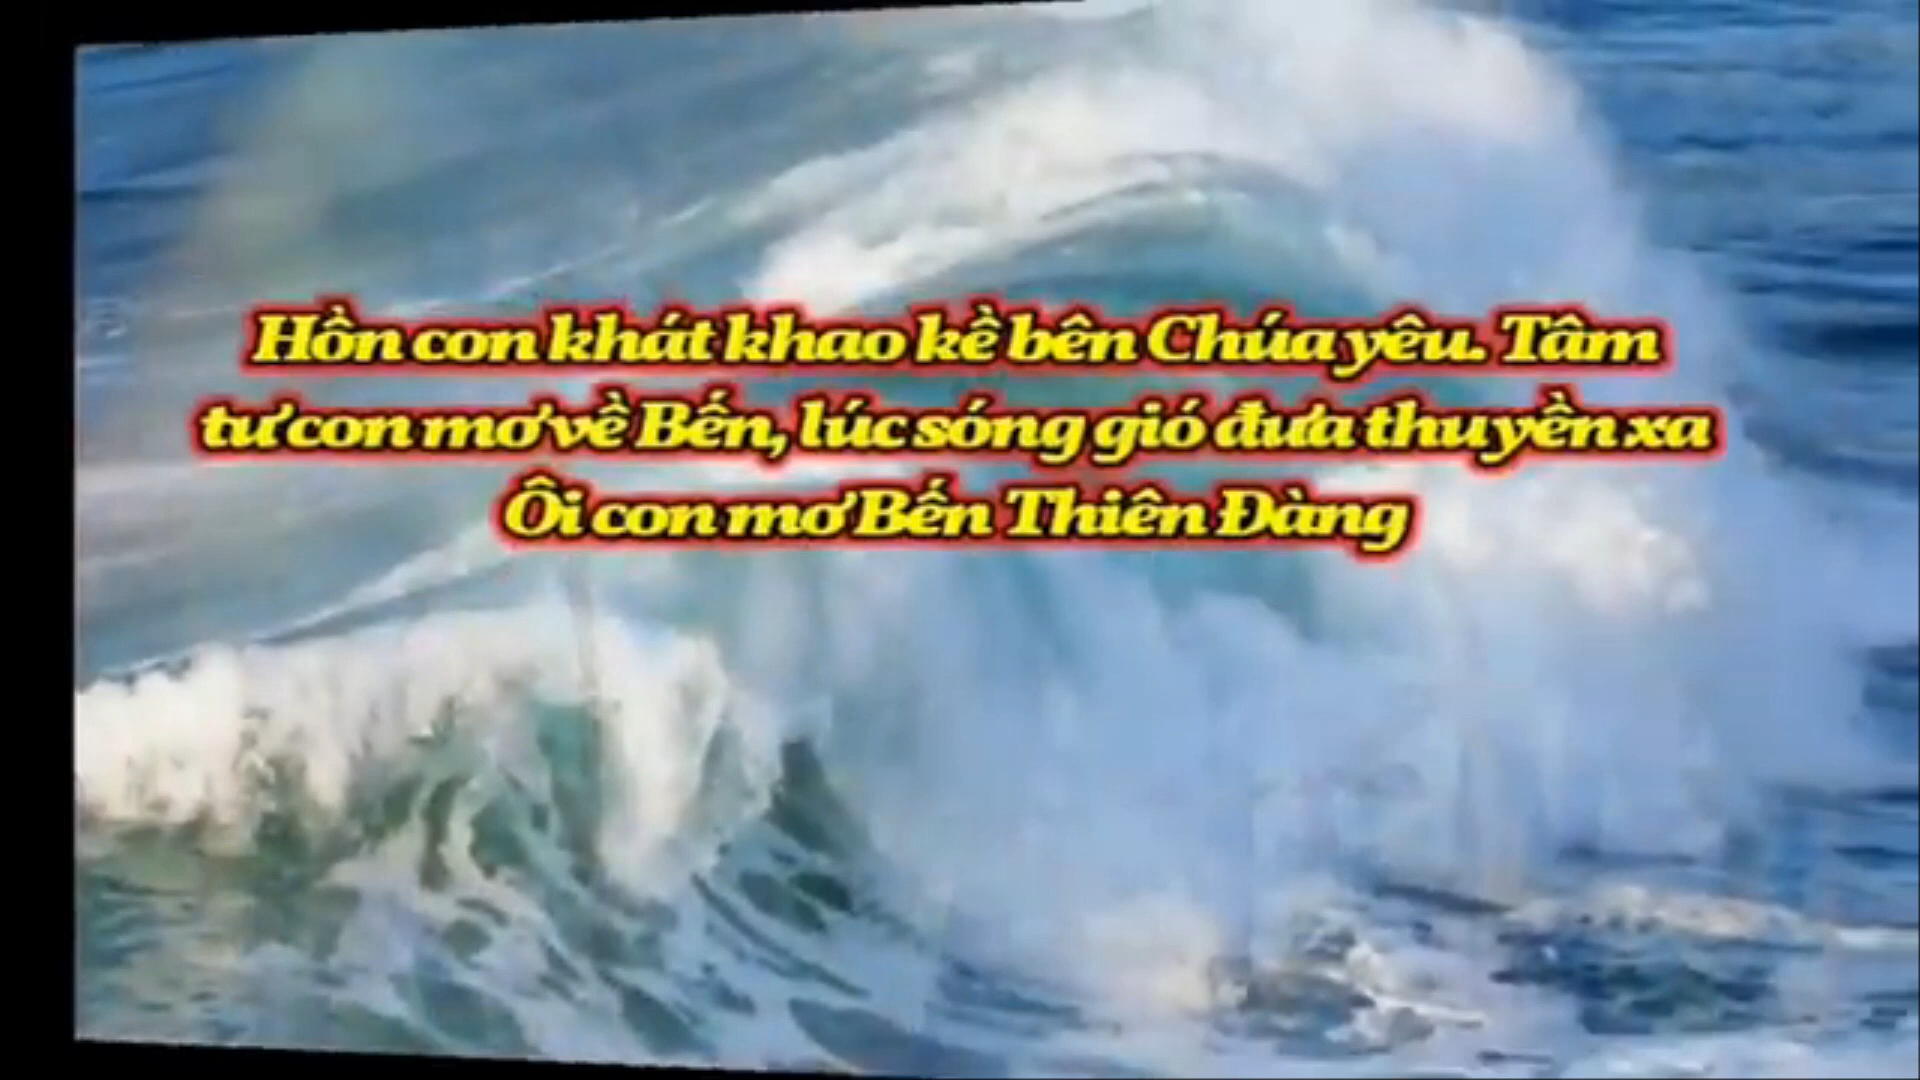 Hồn con khát khao kề bên Chúa yêu. Tâm
tư con mơ về Bến, lúc sóng gió đưa thuyền xa
Ôi con mơ Bến Thiên Đàng